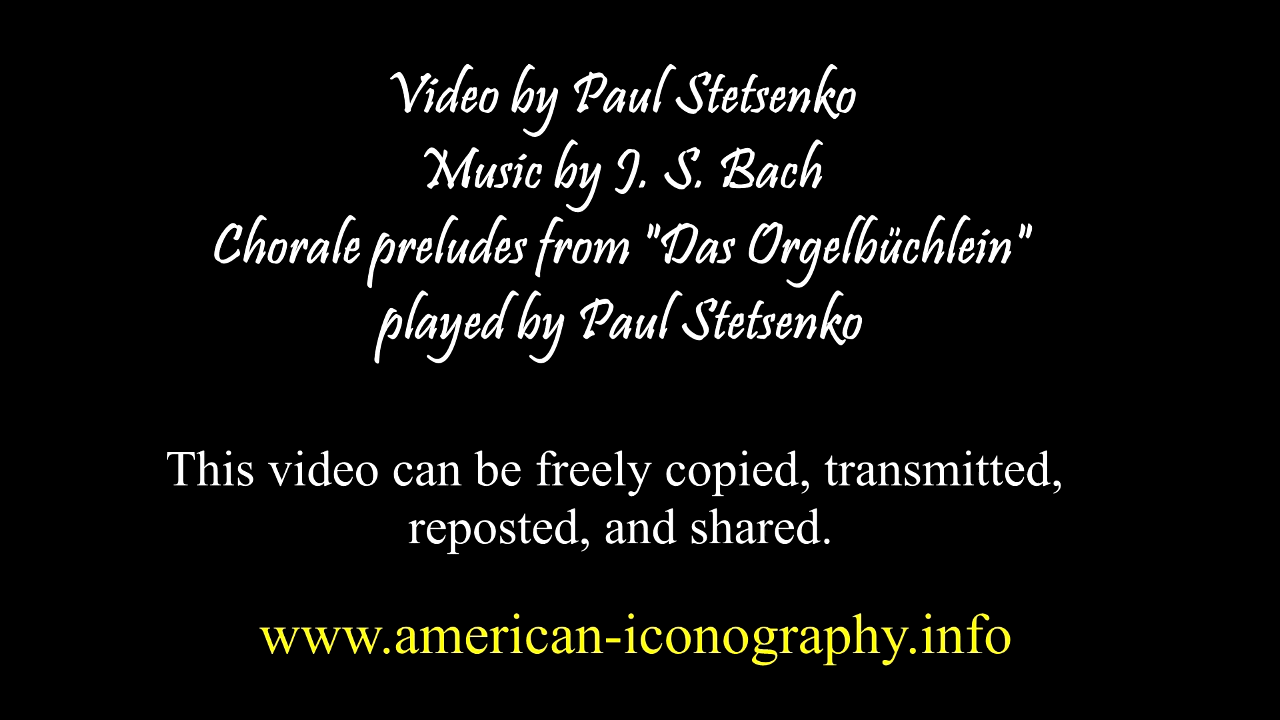 Video by Paul Stetsenko
Music by J. S. Bach
Chorale preludes from "Das Orgelbüchlein"
played by Paul Stetsenko
This video can be freely copied, transmitted,
reposted, and shared.
www.american-iconography.info